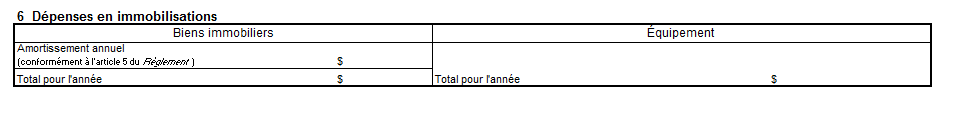 6 Dépenses en immobilisations
Biens immobiliers Équipement
Amortissement annuel
(conformément à l'article 5 du Règlement ) $
Total pour l'année $ Total pour l'année $